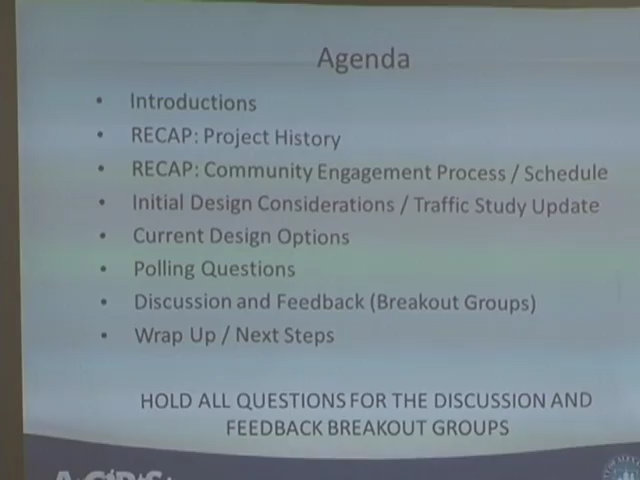 Agenda
• Introductions
• RECAP: Project History
• RECAP: Community Engagement Process / Schedule
• Initial Design Considerations / Traffic Study Update
• Current Design Options
• Polling Questions
• Discussion and Feedback (Breakout Groups)
• Wrap Up / Next Steps
HOLD ALL QUESTIONS FOR THE DISCUSSION AND
FEEDBACK BREAKOUT GROUPS